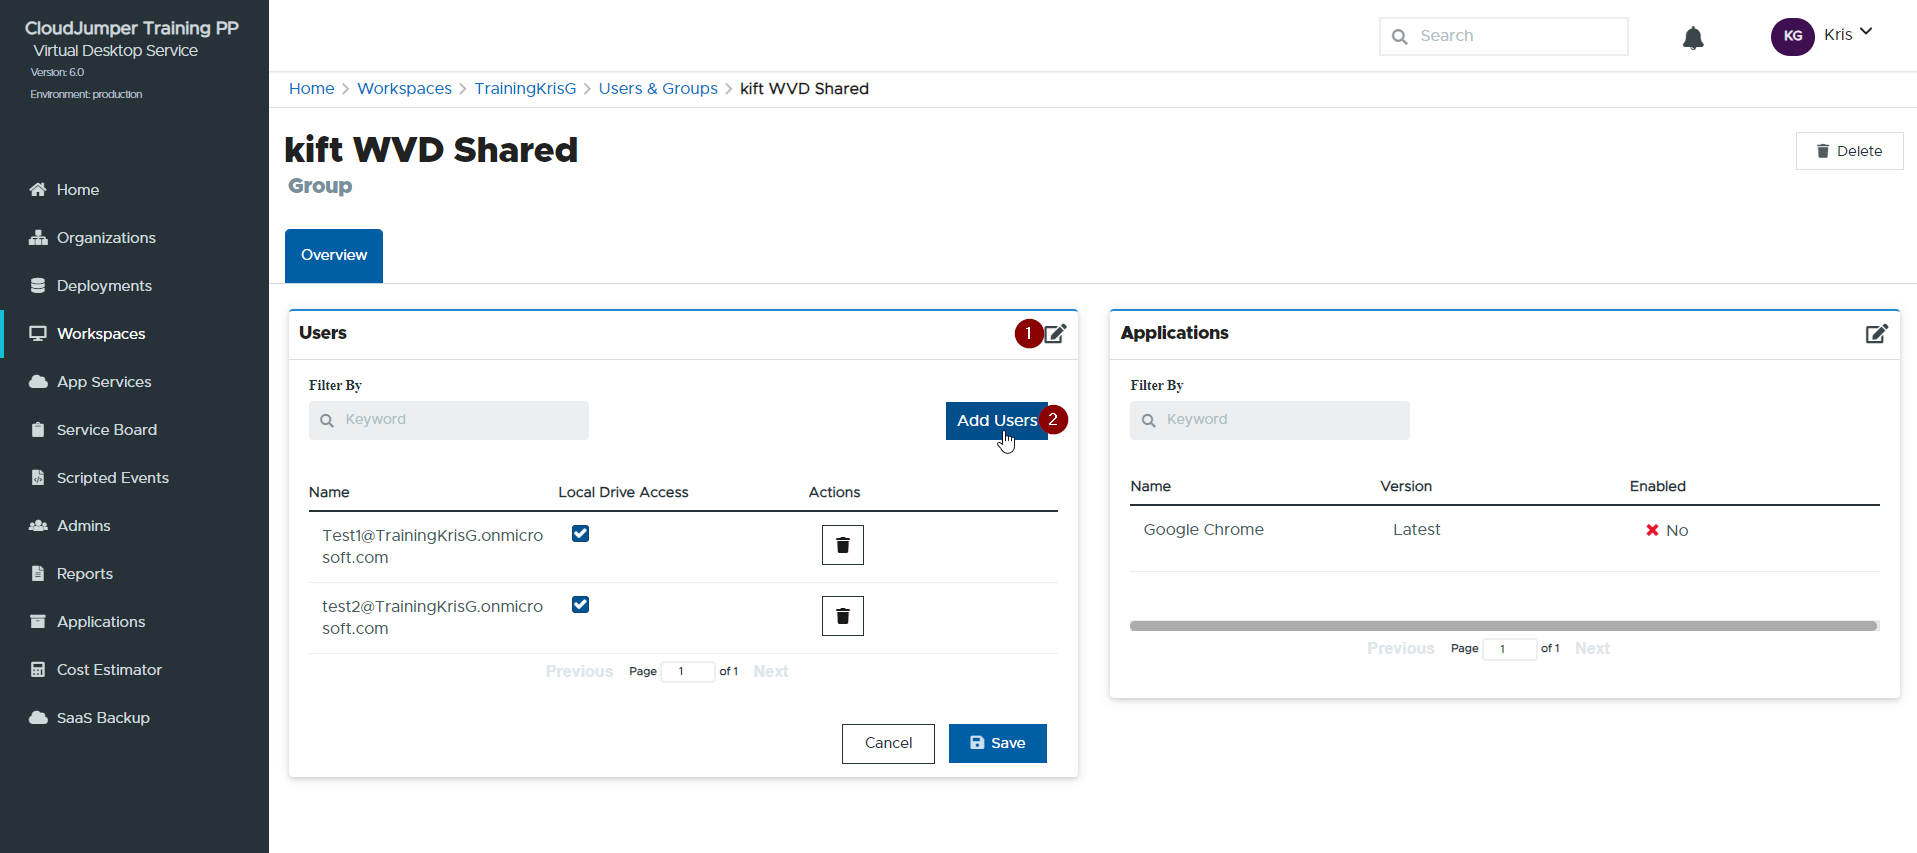 CloudJumper Training PP
Virtual Desktop Service
Version: 6.0
Environment: production
Home
Organizations
Deployments
Workspaces
App Services
Service Board
Scripted Events
Admins
Reports
Applications
Cost Estimator
SaaS Backup
Search
KG Kris
Home > Workspaces > TrainingKrisG > Users & Groups > kift WVD Shared
kift WVD Shared
Group
Delete
Overview
Users
1
Filter By
Keyword
Add Users 2
Name Local Drive Access Actions
Test1@TrainingKrisG.onmicro
soft.com
test2@TrainingKrisG.onmicro
soft.com
Previous Page 1 of 1 Next
Cancel Save
Applications
Filter By
Keyword
Name Version Enabled
Google Chrome Latest No
Previous Page 1 of 1 Next